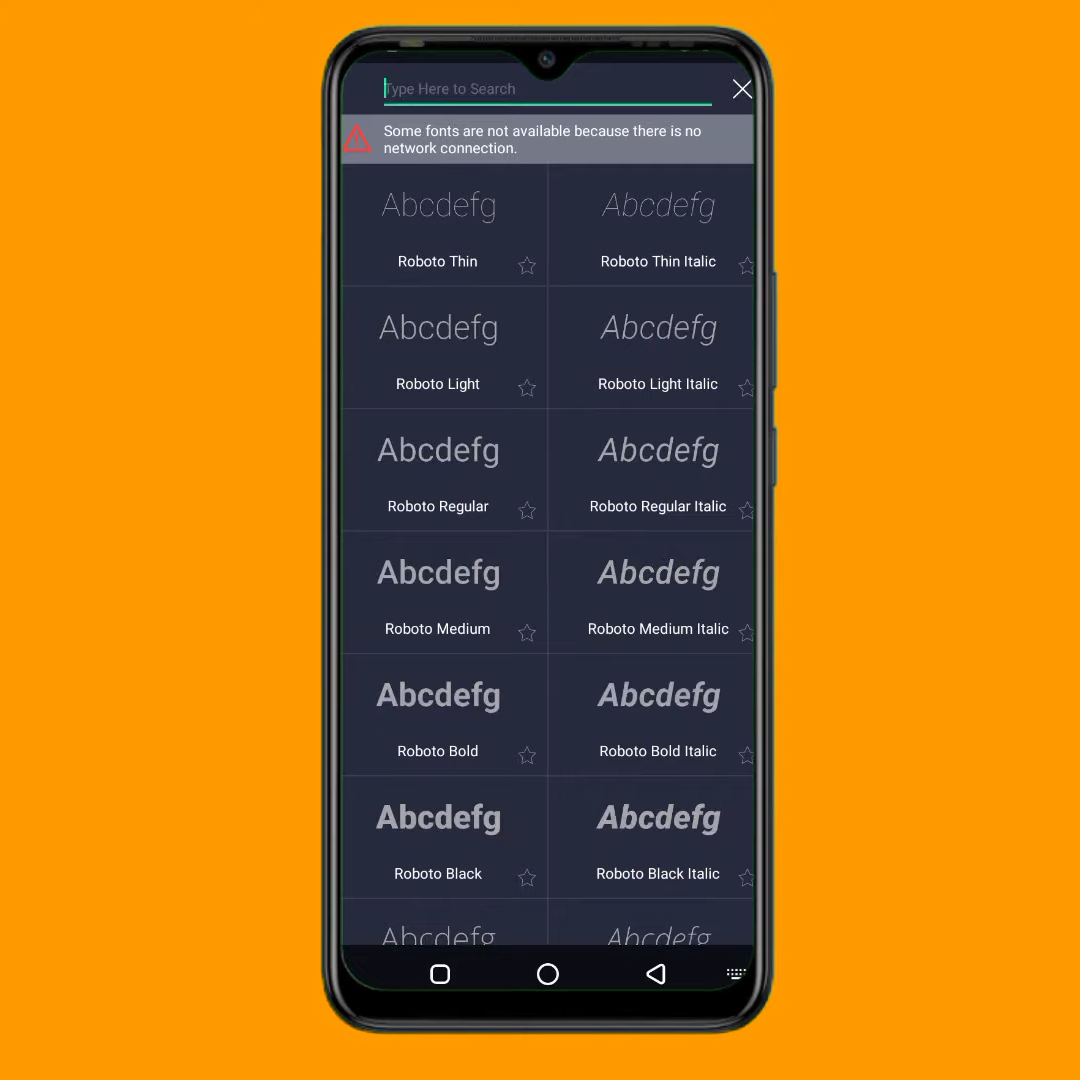 Type Here to Search
Some fonts are not available because there is no
network connection.
Abcdefg
Abcdefg
Roboto Thin
Roboto Thin Italic
Abcdefg
Abcdefg
Roboto Light
Roboto Light Italic
Abcdefg
Abcdefg
Roboto Regular
Roboto Regular Italic
Abcdefg
Abcdefg
Roboto Medium
Roboto Medium Italic
Abcdefg
Abcdefg
Roboto Bold
Roboto Bold Italic
Abcdefg
Abcdefg
Roboto Black
Roboto Black Italic
Abcdefg
Abcdefg